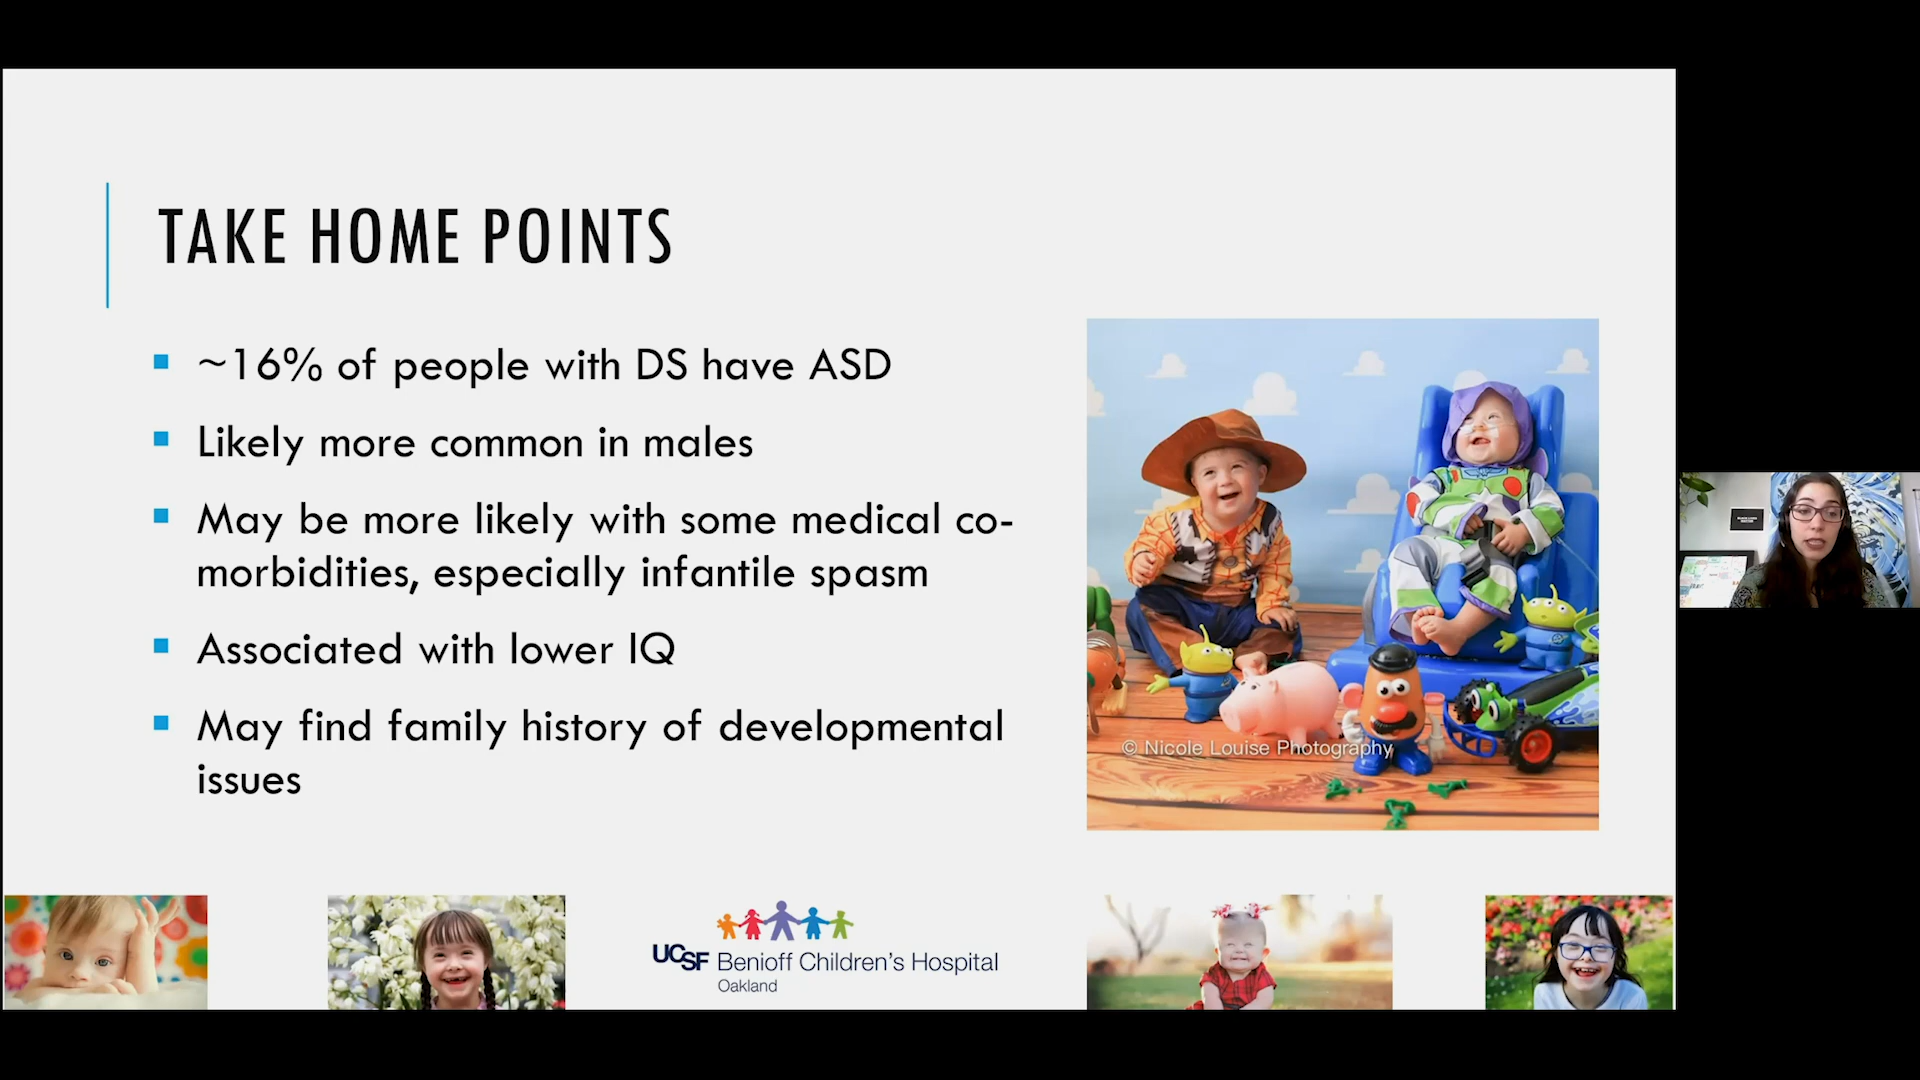 TAKE HOME POINTS
~16% of people with DS have ASD
Likely more common in males
May be more likely with some medical co-
morbidities, especially infantile spasm
Associated with lower IQ
May find family history of developmental
issues
© Nicole Louise Photography
UCSF Benioff Children's Hospital
Oakland